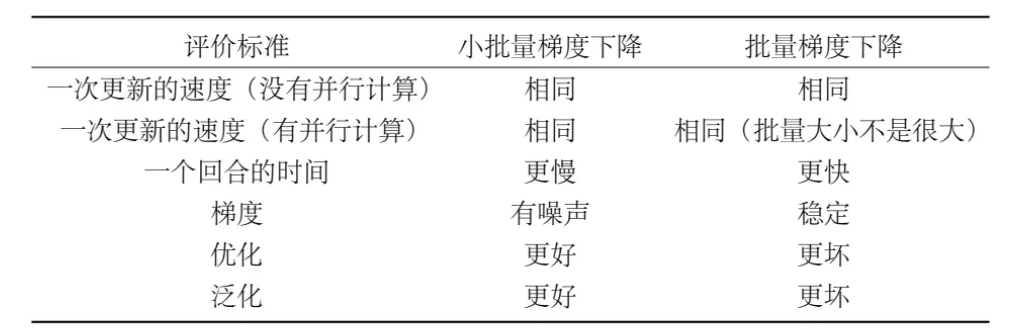 评价标准 小批量梯度下降 批量梯度下降
一次更新的速度（没有并行计算） 相同 相同
一次更新的速度（有并行计算） 相同 相同（批量大小不是很大）
一个回合的时间 更慢 更快
梯度 有噪声 稳定
优化 更好 更坏
泛化 更好 更坏